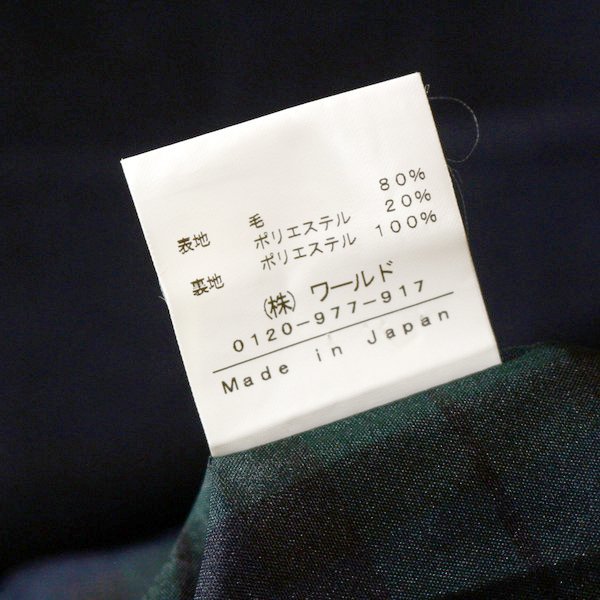 表地 毛 80%
ポリエステル 20%
裏地 ポリエステル 100%
(株) ワールド
0120-977-917
Made in Japan